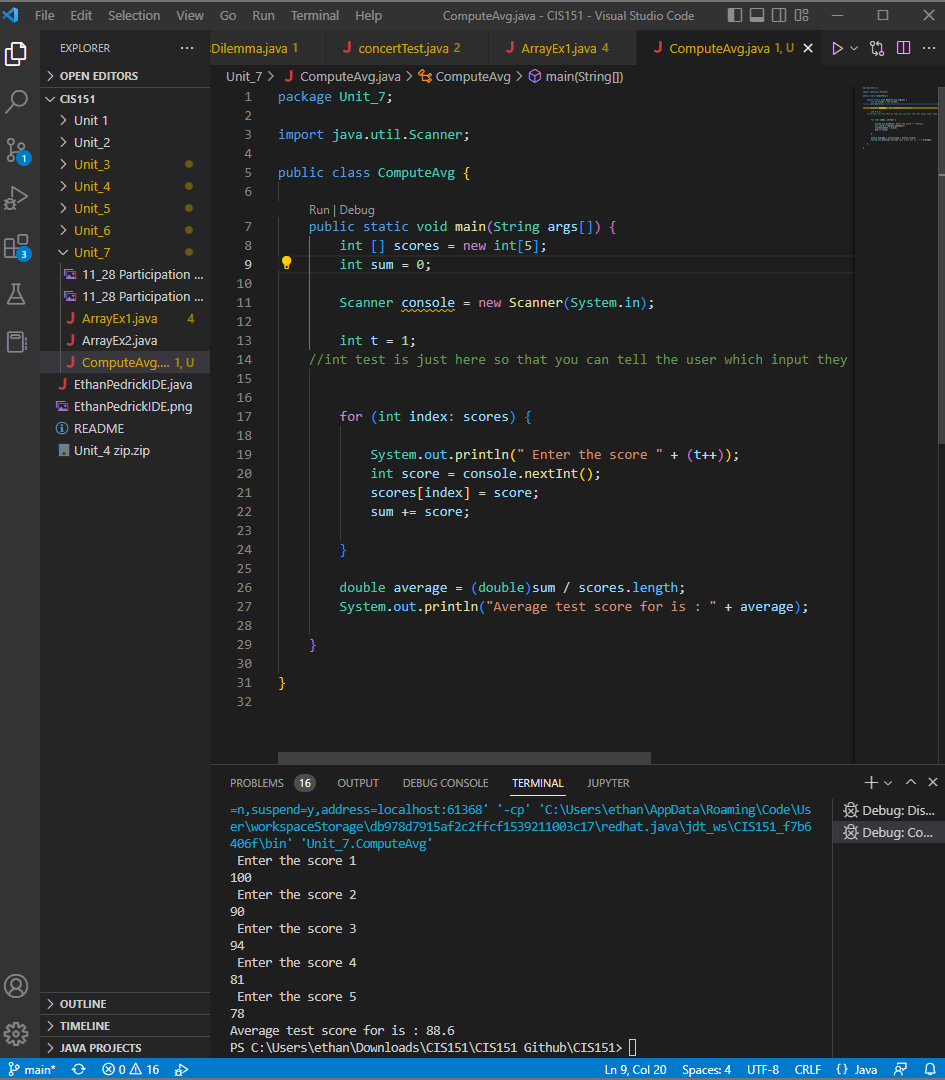 File Edit Selection View Go Run Terminal Help ComputeAvg.java - CIS151 - Visual Studio Code
EXPLORER
OPEN EDITORS
CIS151
Unit 1
Unit_2
Unit_3
Unit_4
Unit_5
Unit_6
Unit_7
11_28 Participation ...
11_28 Participation ...
ArrayEx1.java 4
ArrayEx2.java
ComputeAvg.... 1, U
EthanPedrickIDE.java
EthanPedrickIDE.png
README
Unit_4 zip.zip
OUTLINE
TIMELINE
JAVA PROJECTS
1
3
Dilemma.java 1 concertTest.java 2 ArrayEx1.java 4 ComputeAvg.java 1, U
Unit_7 > ComputeAvg.java > ComputeAvg > main(String[])
1 package Unit_7;
2
3 import java.util.Scanner;
4
5 public class ComputeAvg {
6
Run | Debug
7 public static void main(String args[]) {
8 int [] scores = new int[5];
9 int sum = 0;
10
11 Scanner console = new Scanner(System.in);
12
13 int t = 1;
14 //int test is just here so that you can tell the user which input they
15
16
17 for (int index: scores) {
18
19 System.out.println(" Enter the score " + (t++));
20 int score = console.nextInt();
21 scores[index] = score;
22 sum += score;
23
24 }
25
26 double average = (double)sum / scores.length;
27 System.out.println("Average test score for is : " + average);
28
29 }
30
31 }
32
PROBLEMS 16 OUTPUT DEBUG CONSOLE TERMINAL JUPYTER
=n,suspend=y,address=localhost:61368' '-cp' 'C:\Users\ethan\AppData\Roaming\Code\Us
er\workspaceStorage\db978d7915af2c2ffcf1539211003c17\redhat.java\jdt_ws\CIS151_f7b6
406f\bin' 'Unit_7.ComputeAvg'
Enter the score 1
100
Enter the score 2
90
Enter the score 3
94
Enter the score 4
81
Enter the score 5
78
Average test score for is : 88.6
PS C:\Users\ethan\Downloads\CIS151\CIS151 Github\CIS151>
Debug: Dis...
Debug: Co...
main* 0 16 Ln 9, Col 20 Spaces: 4 UTF-8 CRLF {} Java